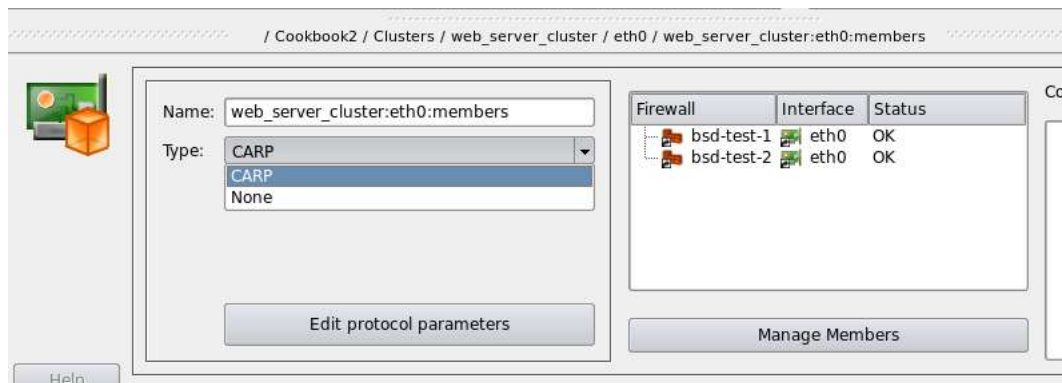 / Cookbook2 / Clusters / web_server_cluster / eth0 / web_server_cluster:eth0:members
Name: web_server_cluster:eth0:members
Type: CARP
CARP
None
Edit protocol parameters
Firewall Interface Status
bsd-test-1 eth0 OK
bsd-test-2 eth0 OK
Manage Members
Co
Help